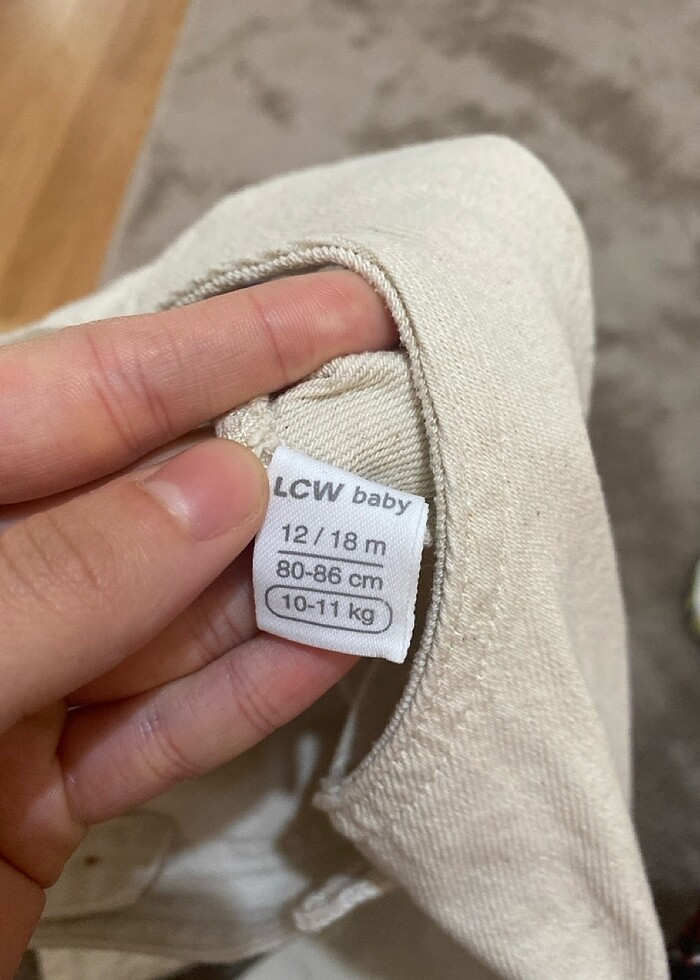 LCW baby
12 / 18 m
80-86 cm
10-11 kg